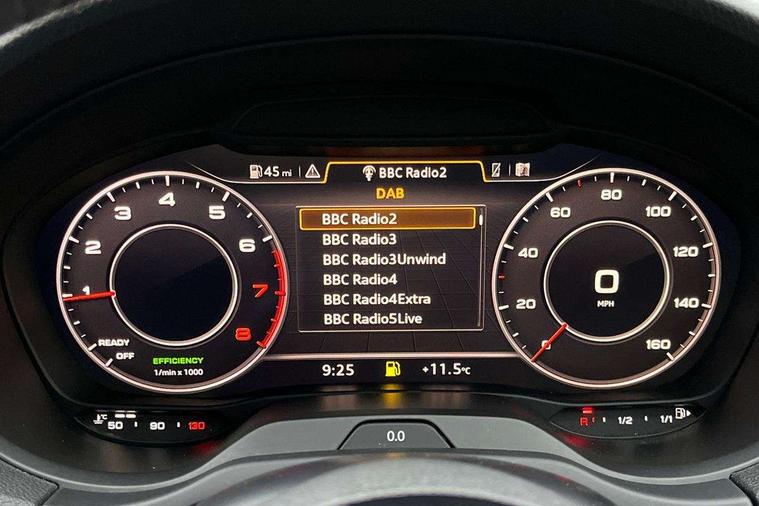 45 mi BBC Radio2
DAB
BBC Radio2
BBC Radio3
BBC Radio3Unwind
BBC Radio4
BBC Radio4Extra
BBC Radio5Live
1 2 3 4 5 6 7 8
READY
OFF
EFFICIENCY
1/min x 1000
0 20 40 60 80 100 120 140 160
0
MPH
9:25 +11.5°C
°C 50 90 130
R 1/2 1/1
0.0